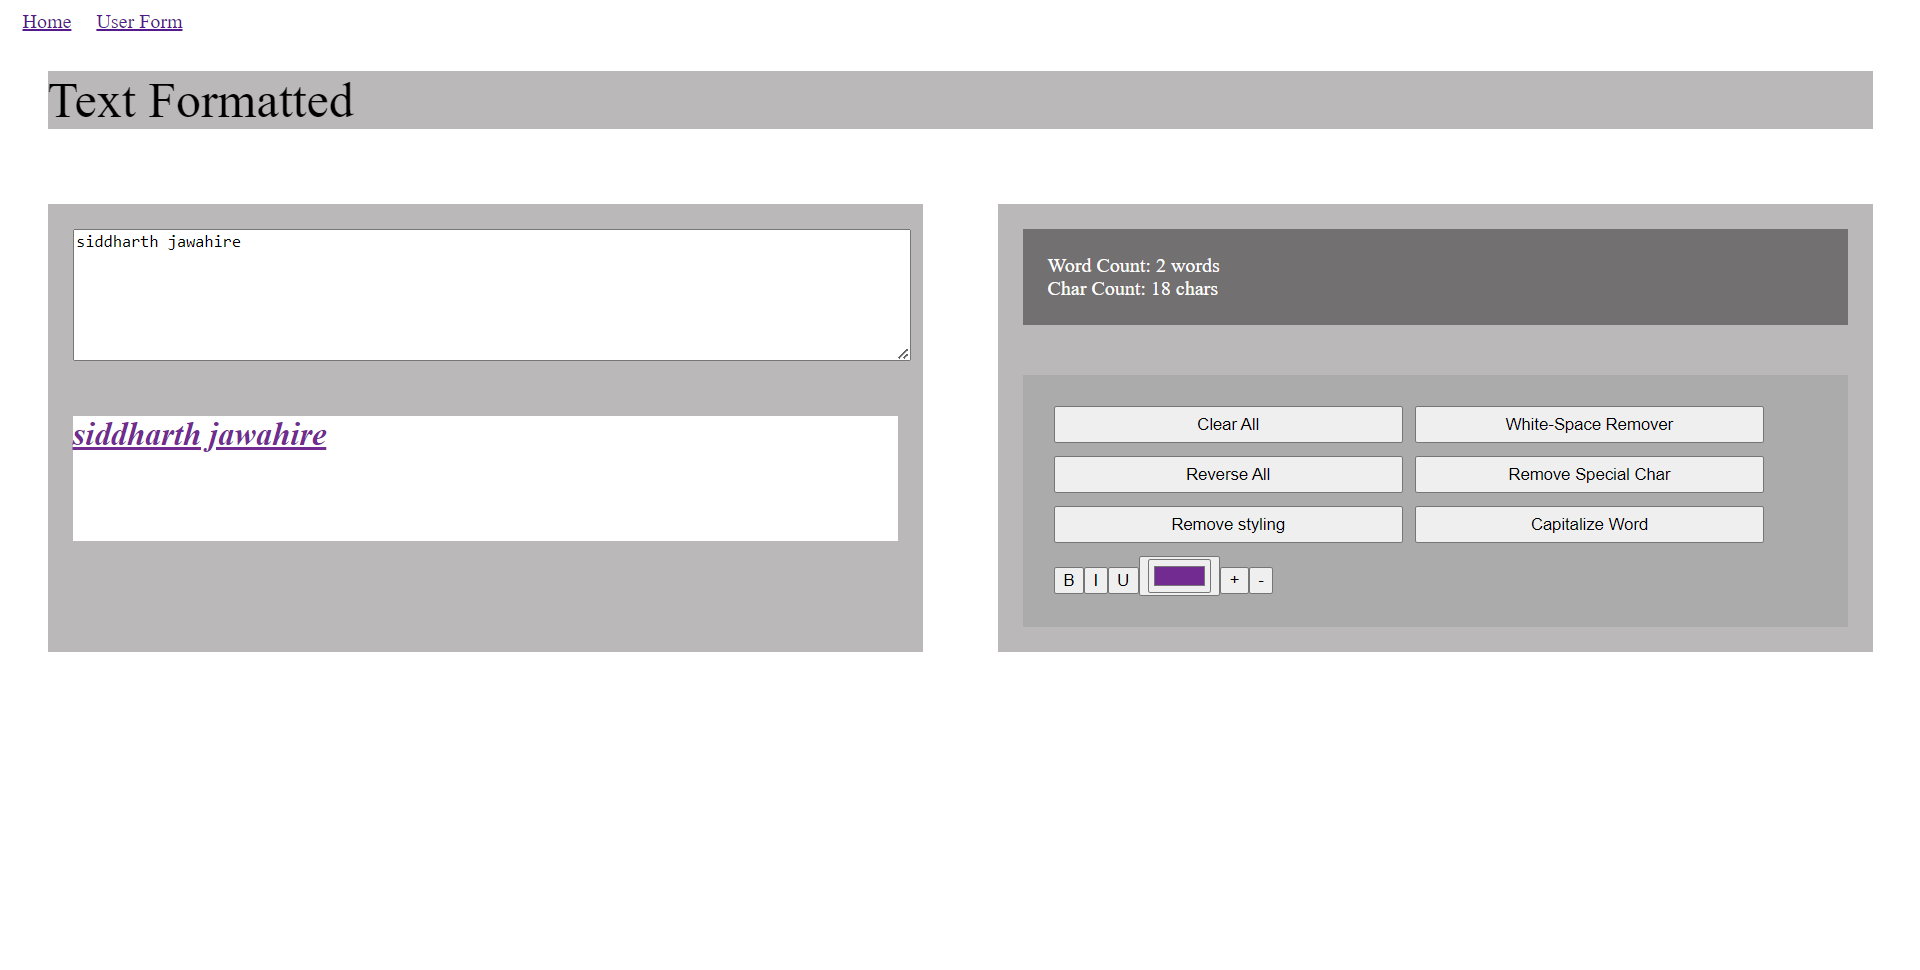 Home User Form
Text Formatted
siddharth jawahire
siddharth jawahire
Word Count: 2 words
Char Count: 18 chars
Clear All White-Space Remover
Reverse All Remove Special Char
Remove styling Capitalize Word
B I U + -